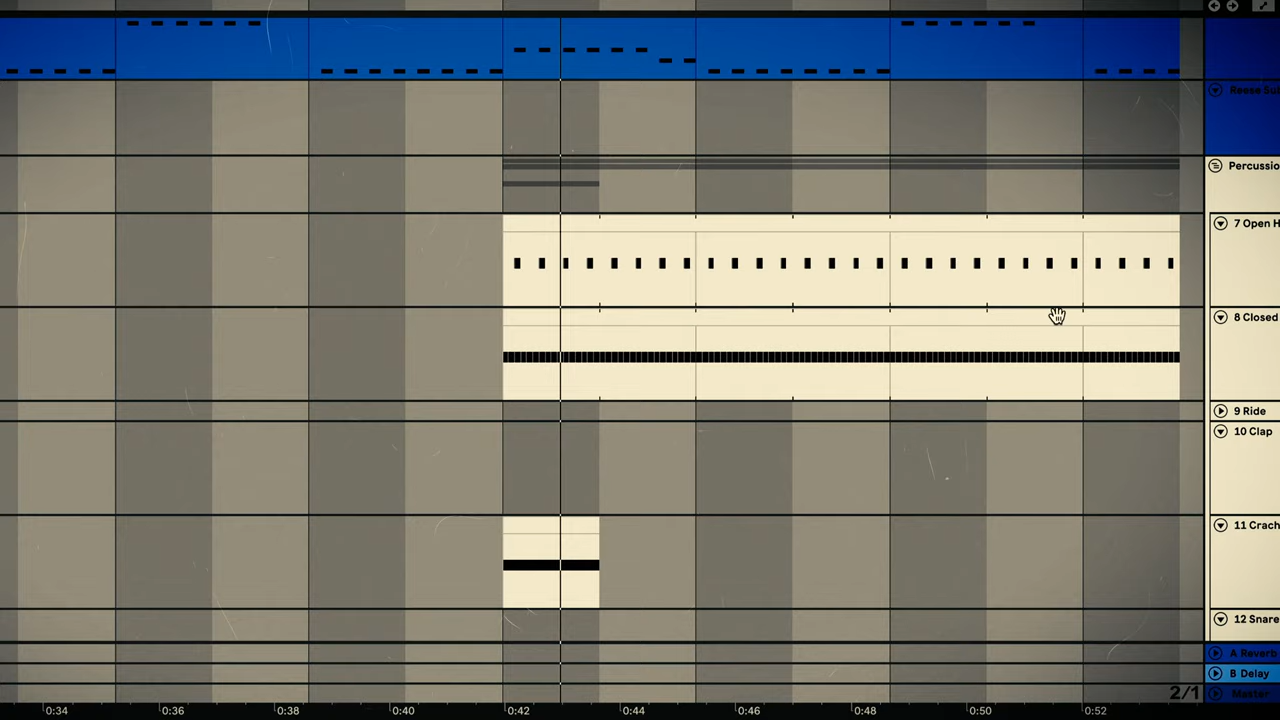 Reese Su
Percussio
7 Open H
8 Closed
9 Ride
10 Clap
11 Crach
12 Snare
A Reverb
B Delay
Master
2/1
0:34
0:36
0:38
0:40
0:42
0:44
0:46
0:48
0:50
0:52